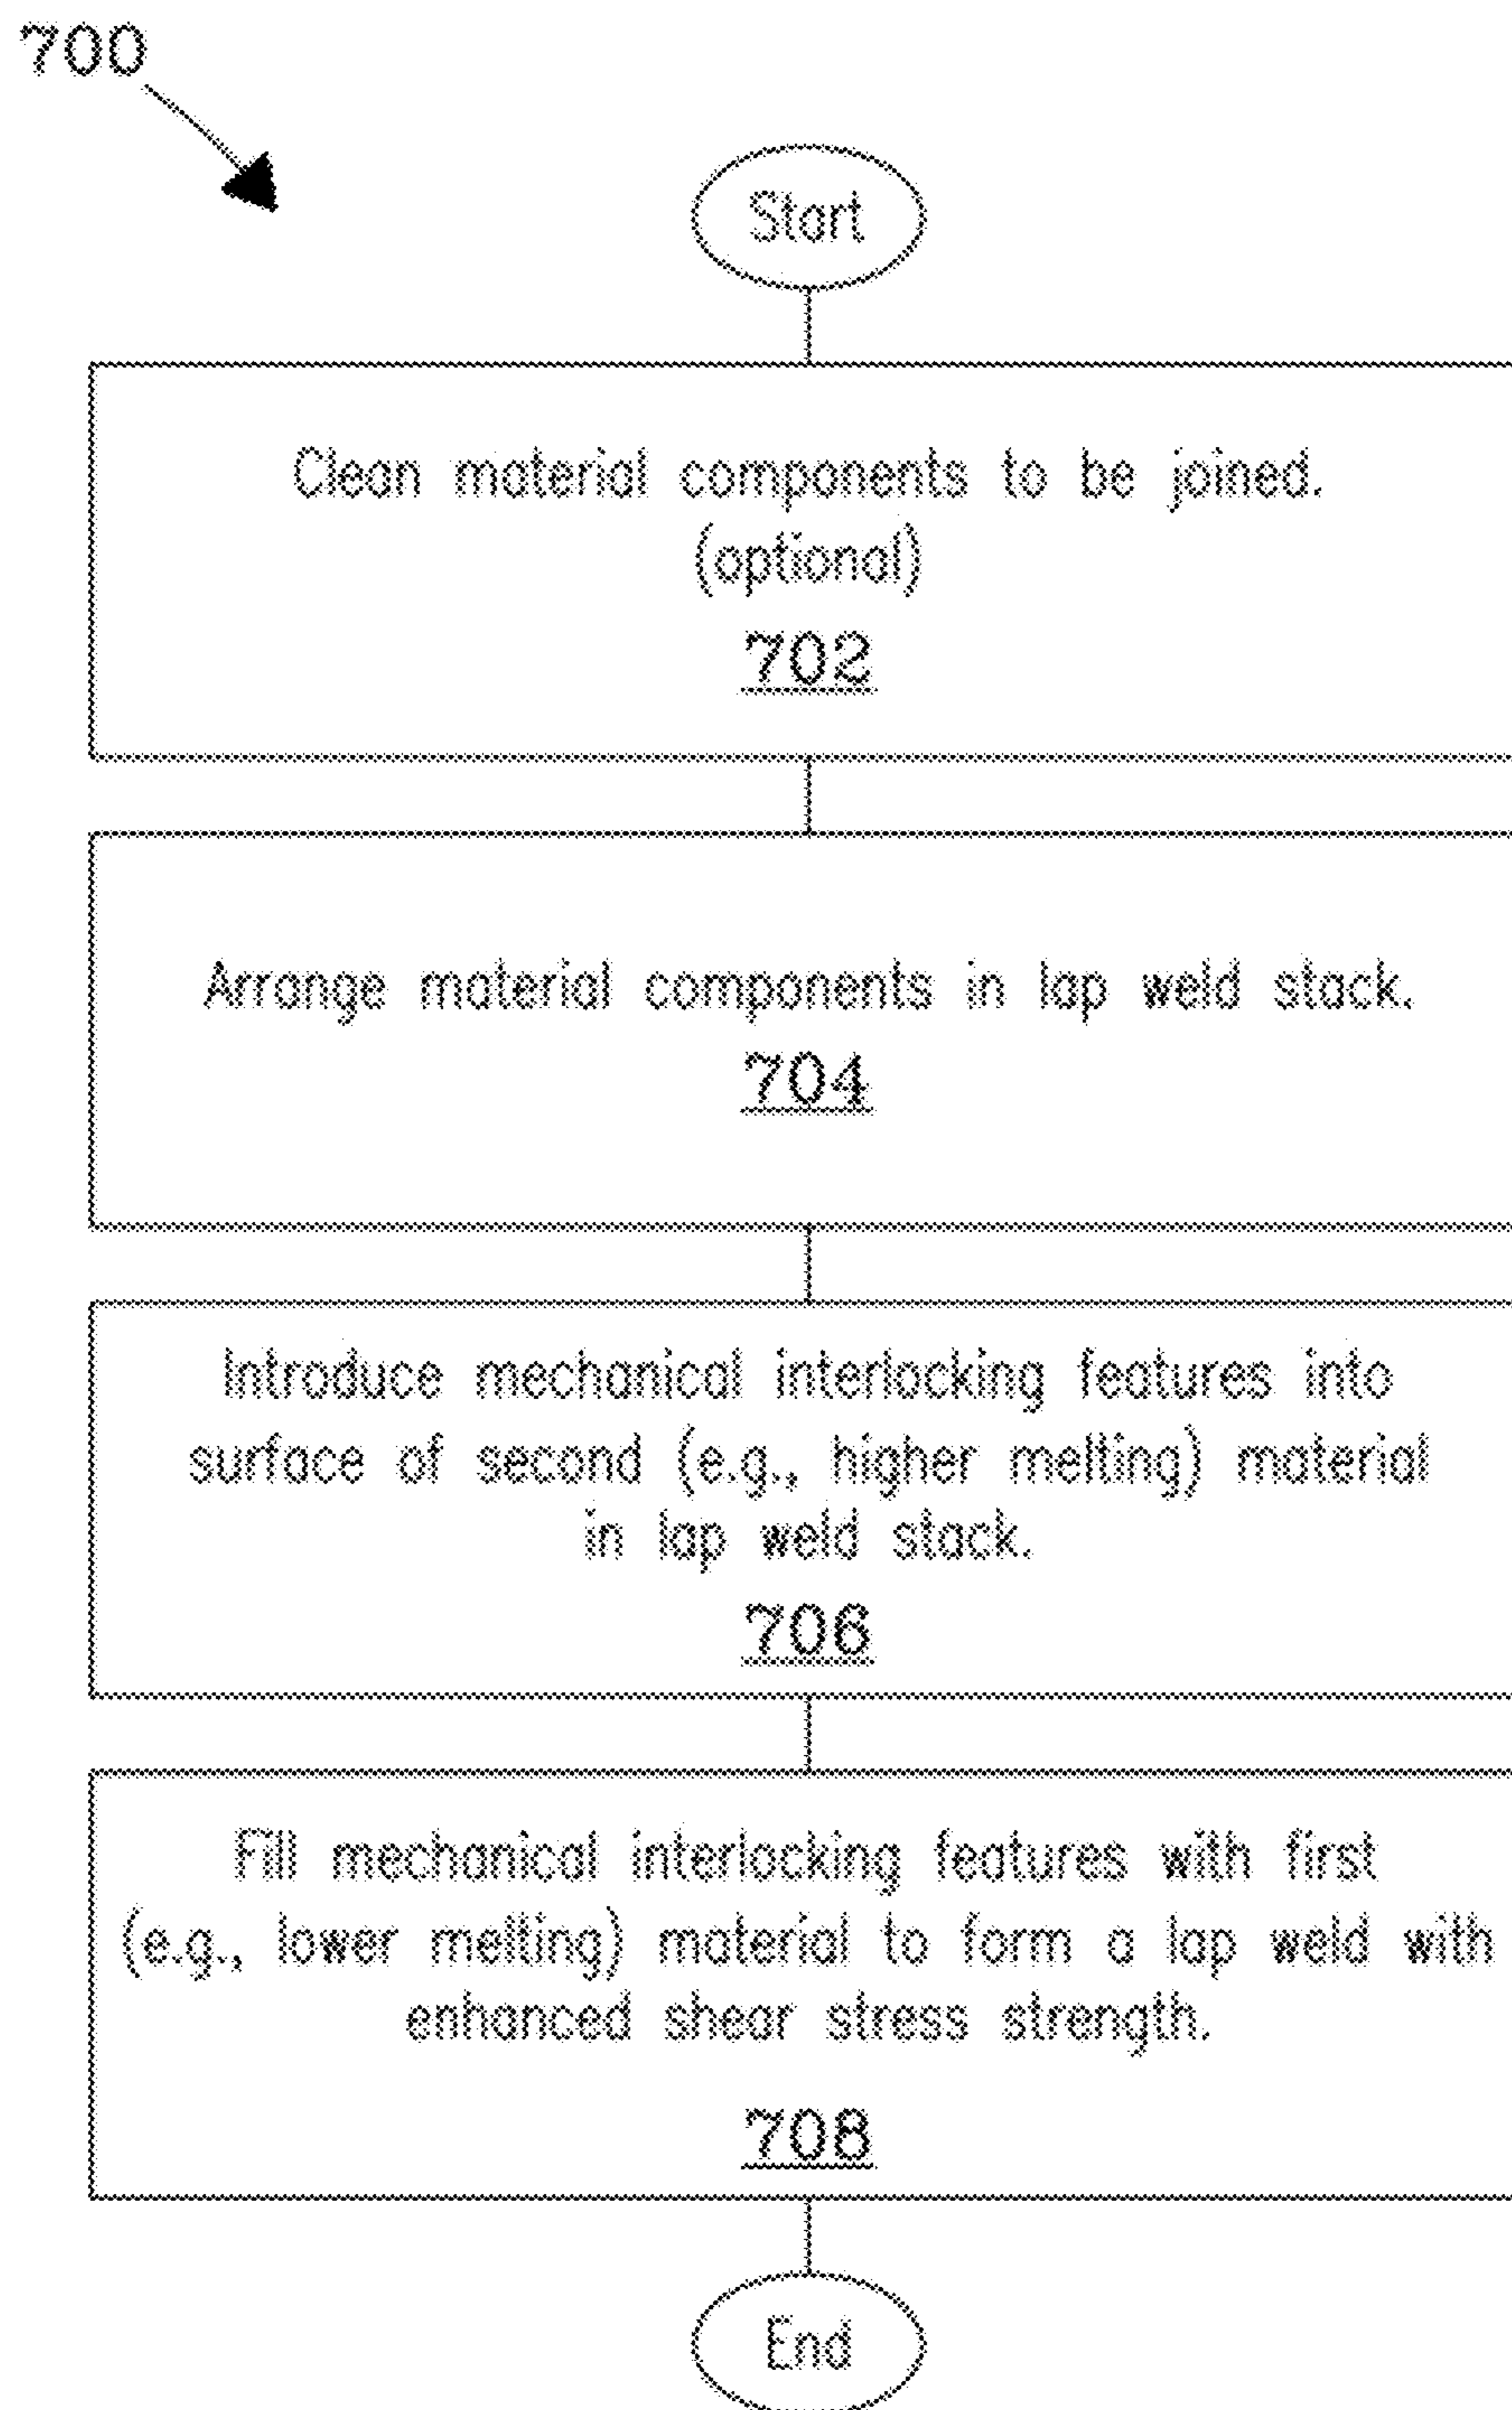 700
Start
Clean material components to be joined.
(optional)
702
Arrange material components in lap weld stack.
704
Introduce mechanical interlocking features into
surface of second (e.g., higher melting) material
in lap weld stack.
706
Fill mechanical interlocking features with first
(e.g., lower melting) material to form a lap weld with
enhanced shear stress strength.
708
End